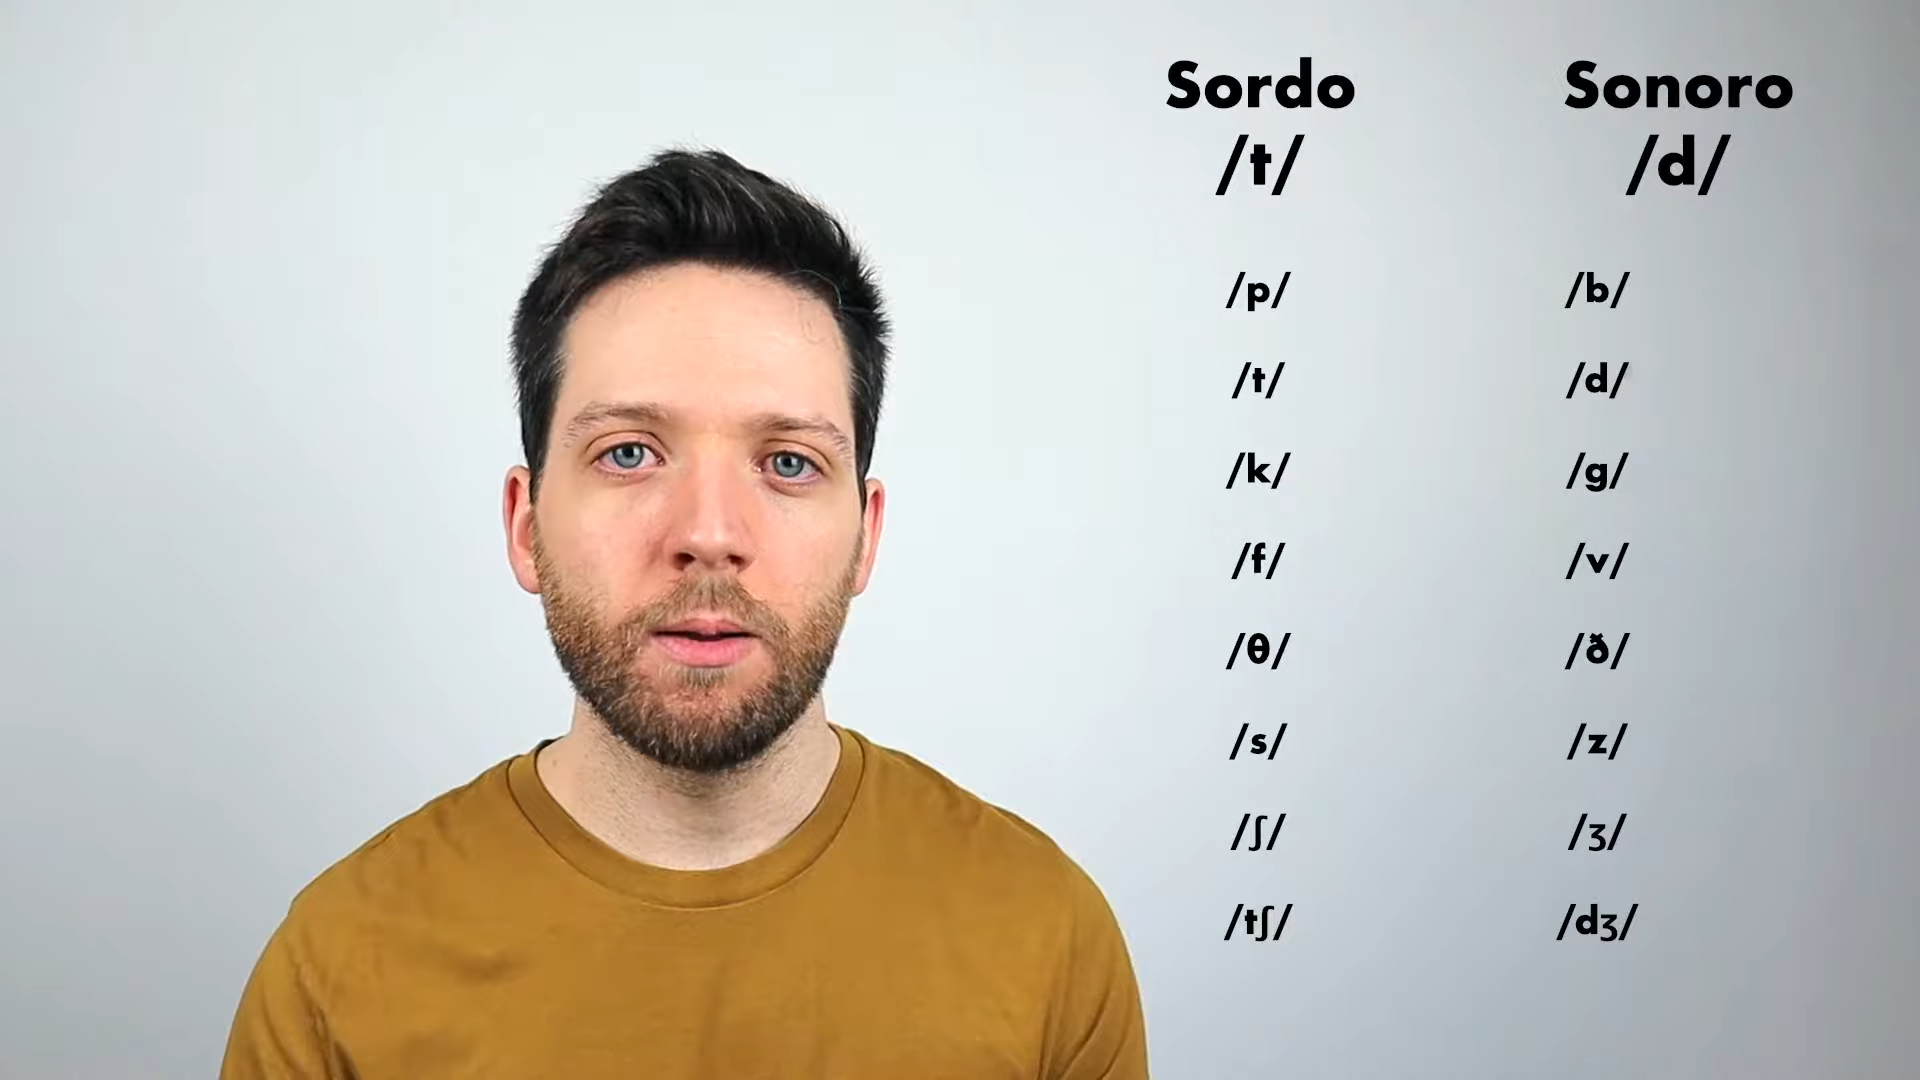 Sordo Sonoro
/t/ /d/
/p/ /b/
/t/ /d/
/k/ /g/
/f/ /v/
/θ/ /ð/
/s/ /z/
/ʃ/ /ʒ/
/tʃ/ /dʒ/